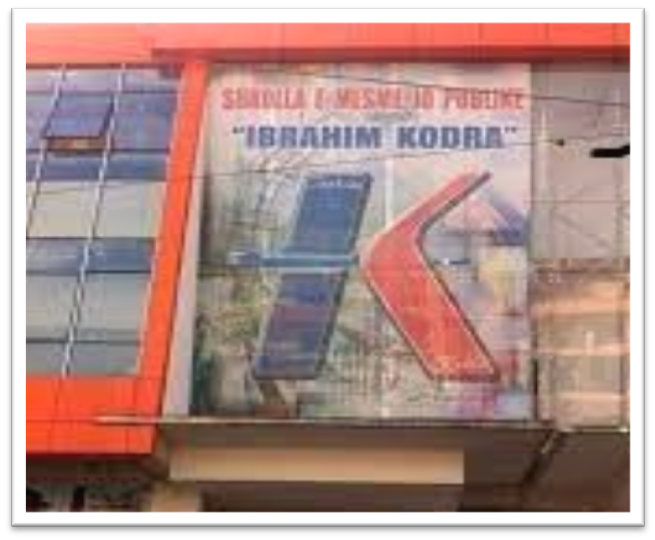 SHKOLLA E MESME JO PUBLIKE
"IBRAHIM KODRA"
K